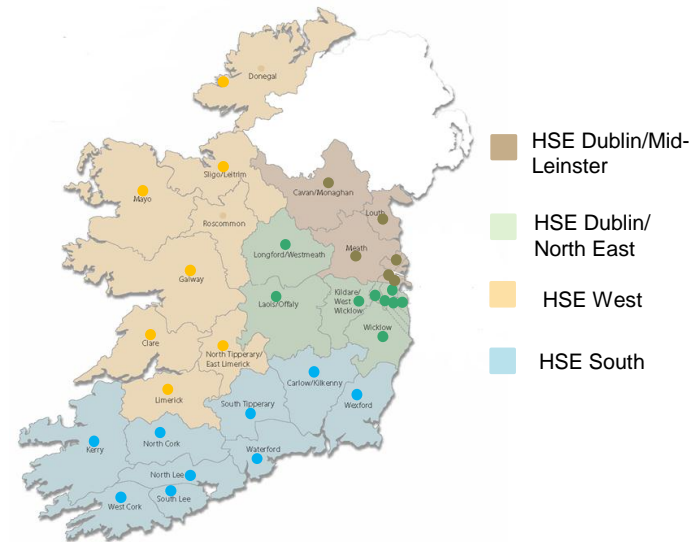 Donegal
Sligo/Leitrim
Mayo
Roscommon
Cavan/Monaghan
Louth
Meath
Longford/Westmeath
Galway
Laois/Offaly
Kildare/
West
Wicklow
Wicklow
Clare
North Tipperary/
East Limerick
Limerick
Carlow/Kilkenny
South Tipperary
Wexford
Kerry
North Cork
Waterford
North Lee
West Cork
South Lee
HSE Dublin/Mid-
Leinster
HSE Dublin/
North East
HSE West
HSE South